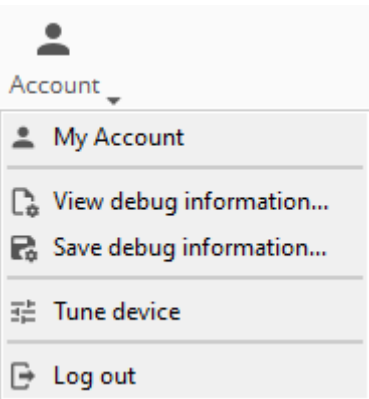 Account
My Account
View debug information...
Save debug information...
Tune device
Log out